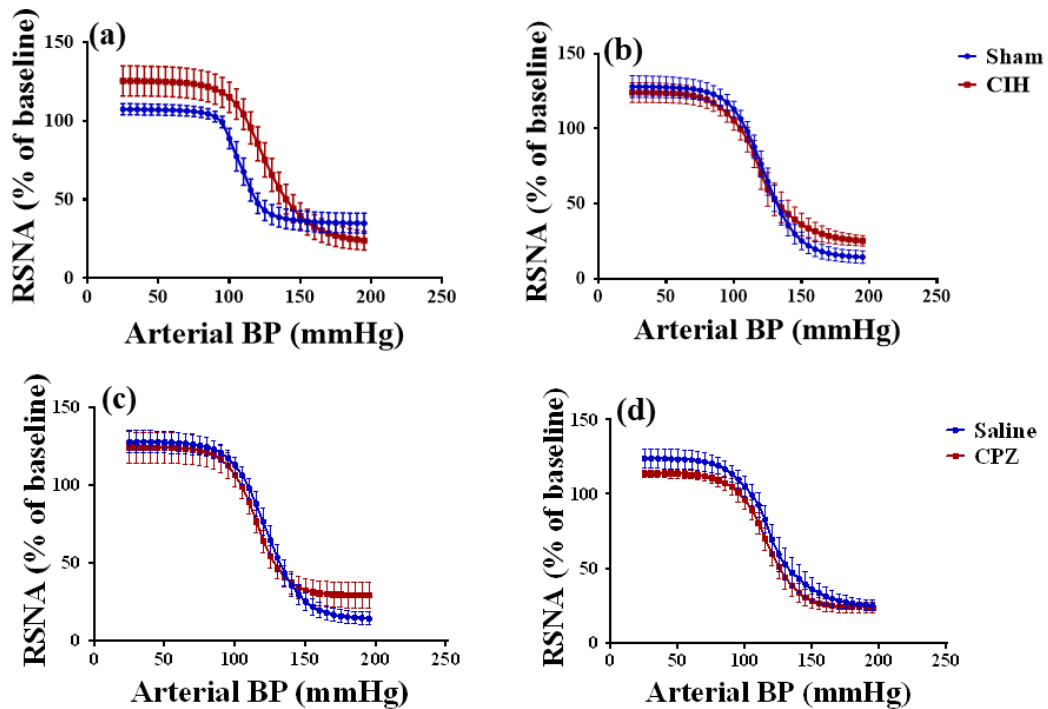 (a)
RSNA (% of baseline)
150
100
50
0
0 50 100 150 200 250
Arterial BP (mmHg)
(b)
Sham
CIH
RSNA (% of baseline)
150
100
50
0
0 50 100 150 200 250
Arterial BP (mmHg)
(c)
RSNA (% of baseline)
150
100
50
0
0 50 100 150 200 250
Arterial BP (mmHg)
(d)
Saline
CPZ
RSNA (% of baseline)
150
100
50
0
0 50 100 150 200 250
Arterial BP (mmHg)